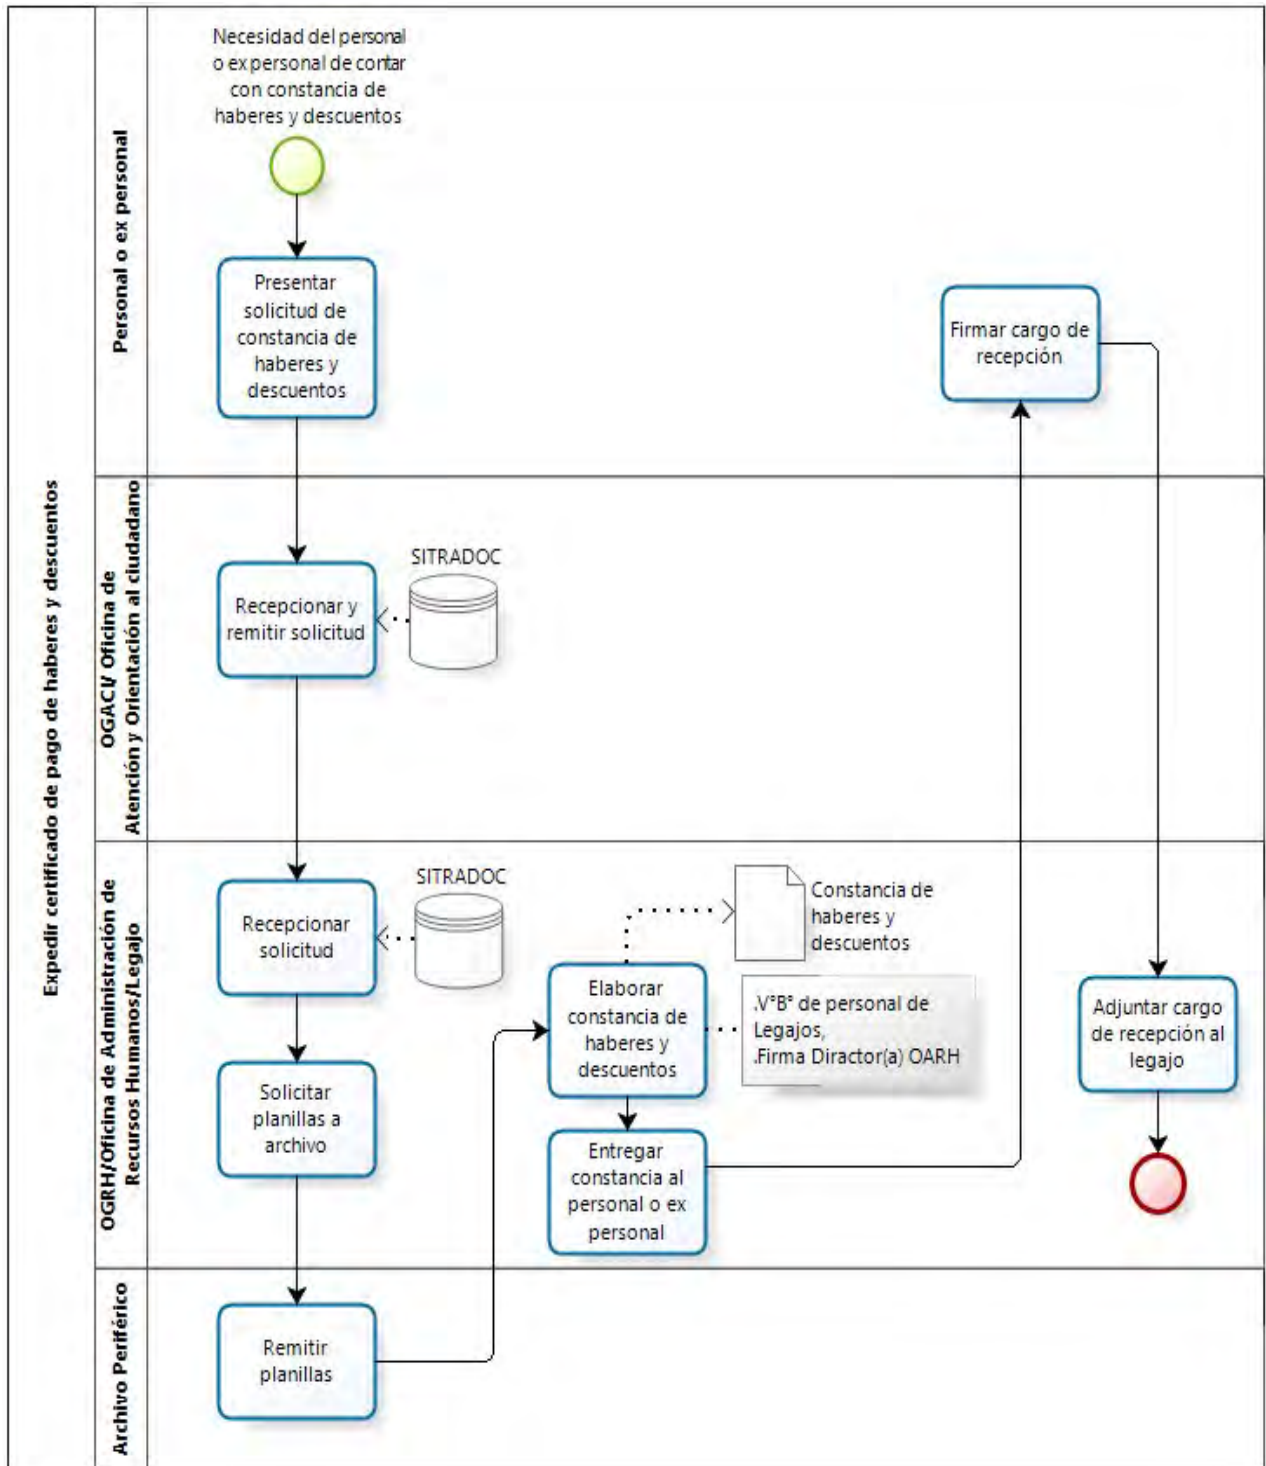 Expedir certificado de pago de haberes y descuentos
Personal o ex personal
Necesidad del personal
o ex personal de contar
con constancia de
haberes y descuentos
Presentar
solicitud de
constancia de
haberes y
descuentos
Firmar cargo de
recepción
OGACI/ Oficina de
Atención y Orientación al ciudadano
Recepcionar y
remitir solicitud
SITRADOC
OGRH/Oficina de Administración de
Recursos Humanos/Legajo
Recepcionar
solicitud
SITRADOC
Solicitar
planillas a
archivo
Elaborar
constancia de
haberes y
descuentos
Constancia de
haberes y
descuentos
.V°B° de personal de
Legajos,
.Firma Diractor(a) OARH
Entregar
constancia al
personal o ex
personal
Adjuntar cargo
de recepción al
legajo
Archivo Periférico
Remitir
planillas